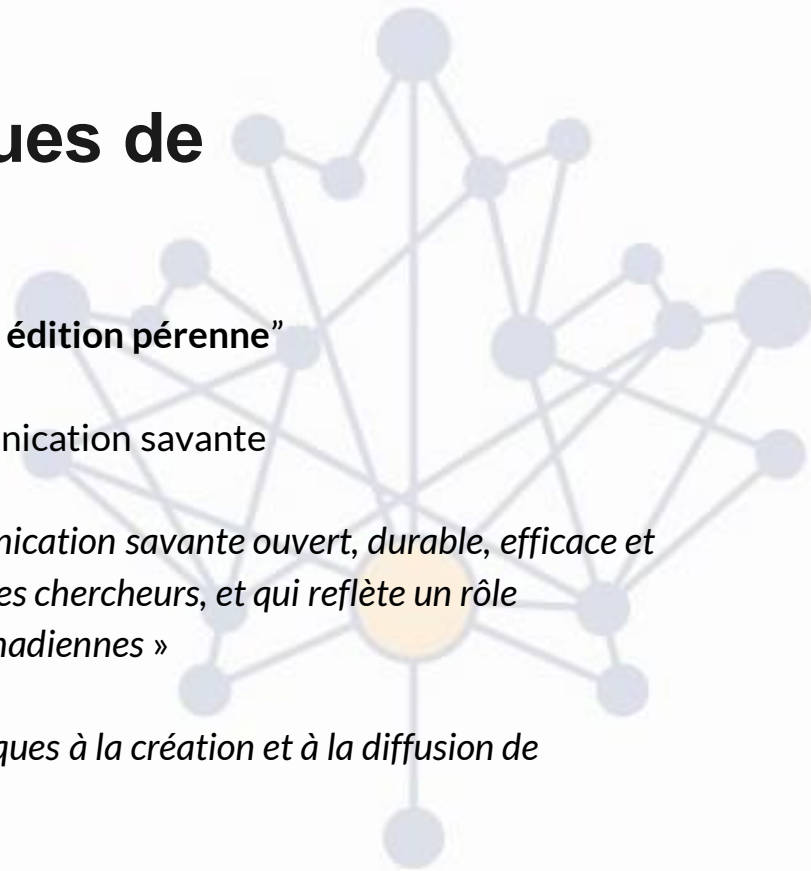 ues de
édition pérenne”
nication savante
nication savante ouvert, durable, efficace et
es chercheurs, et qui reflète un rôle
nadiennes »
ques à la création et à la diffusion de